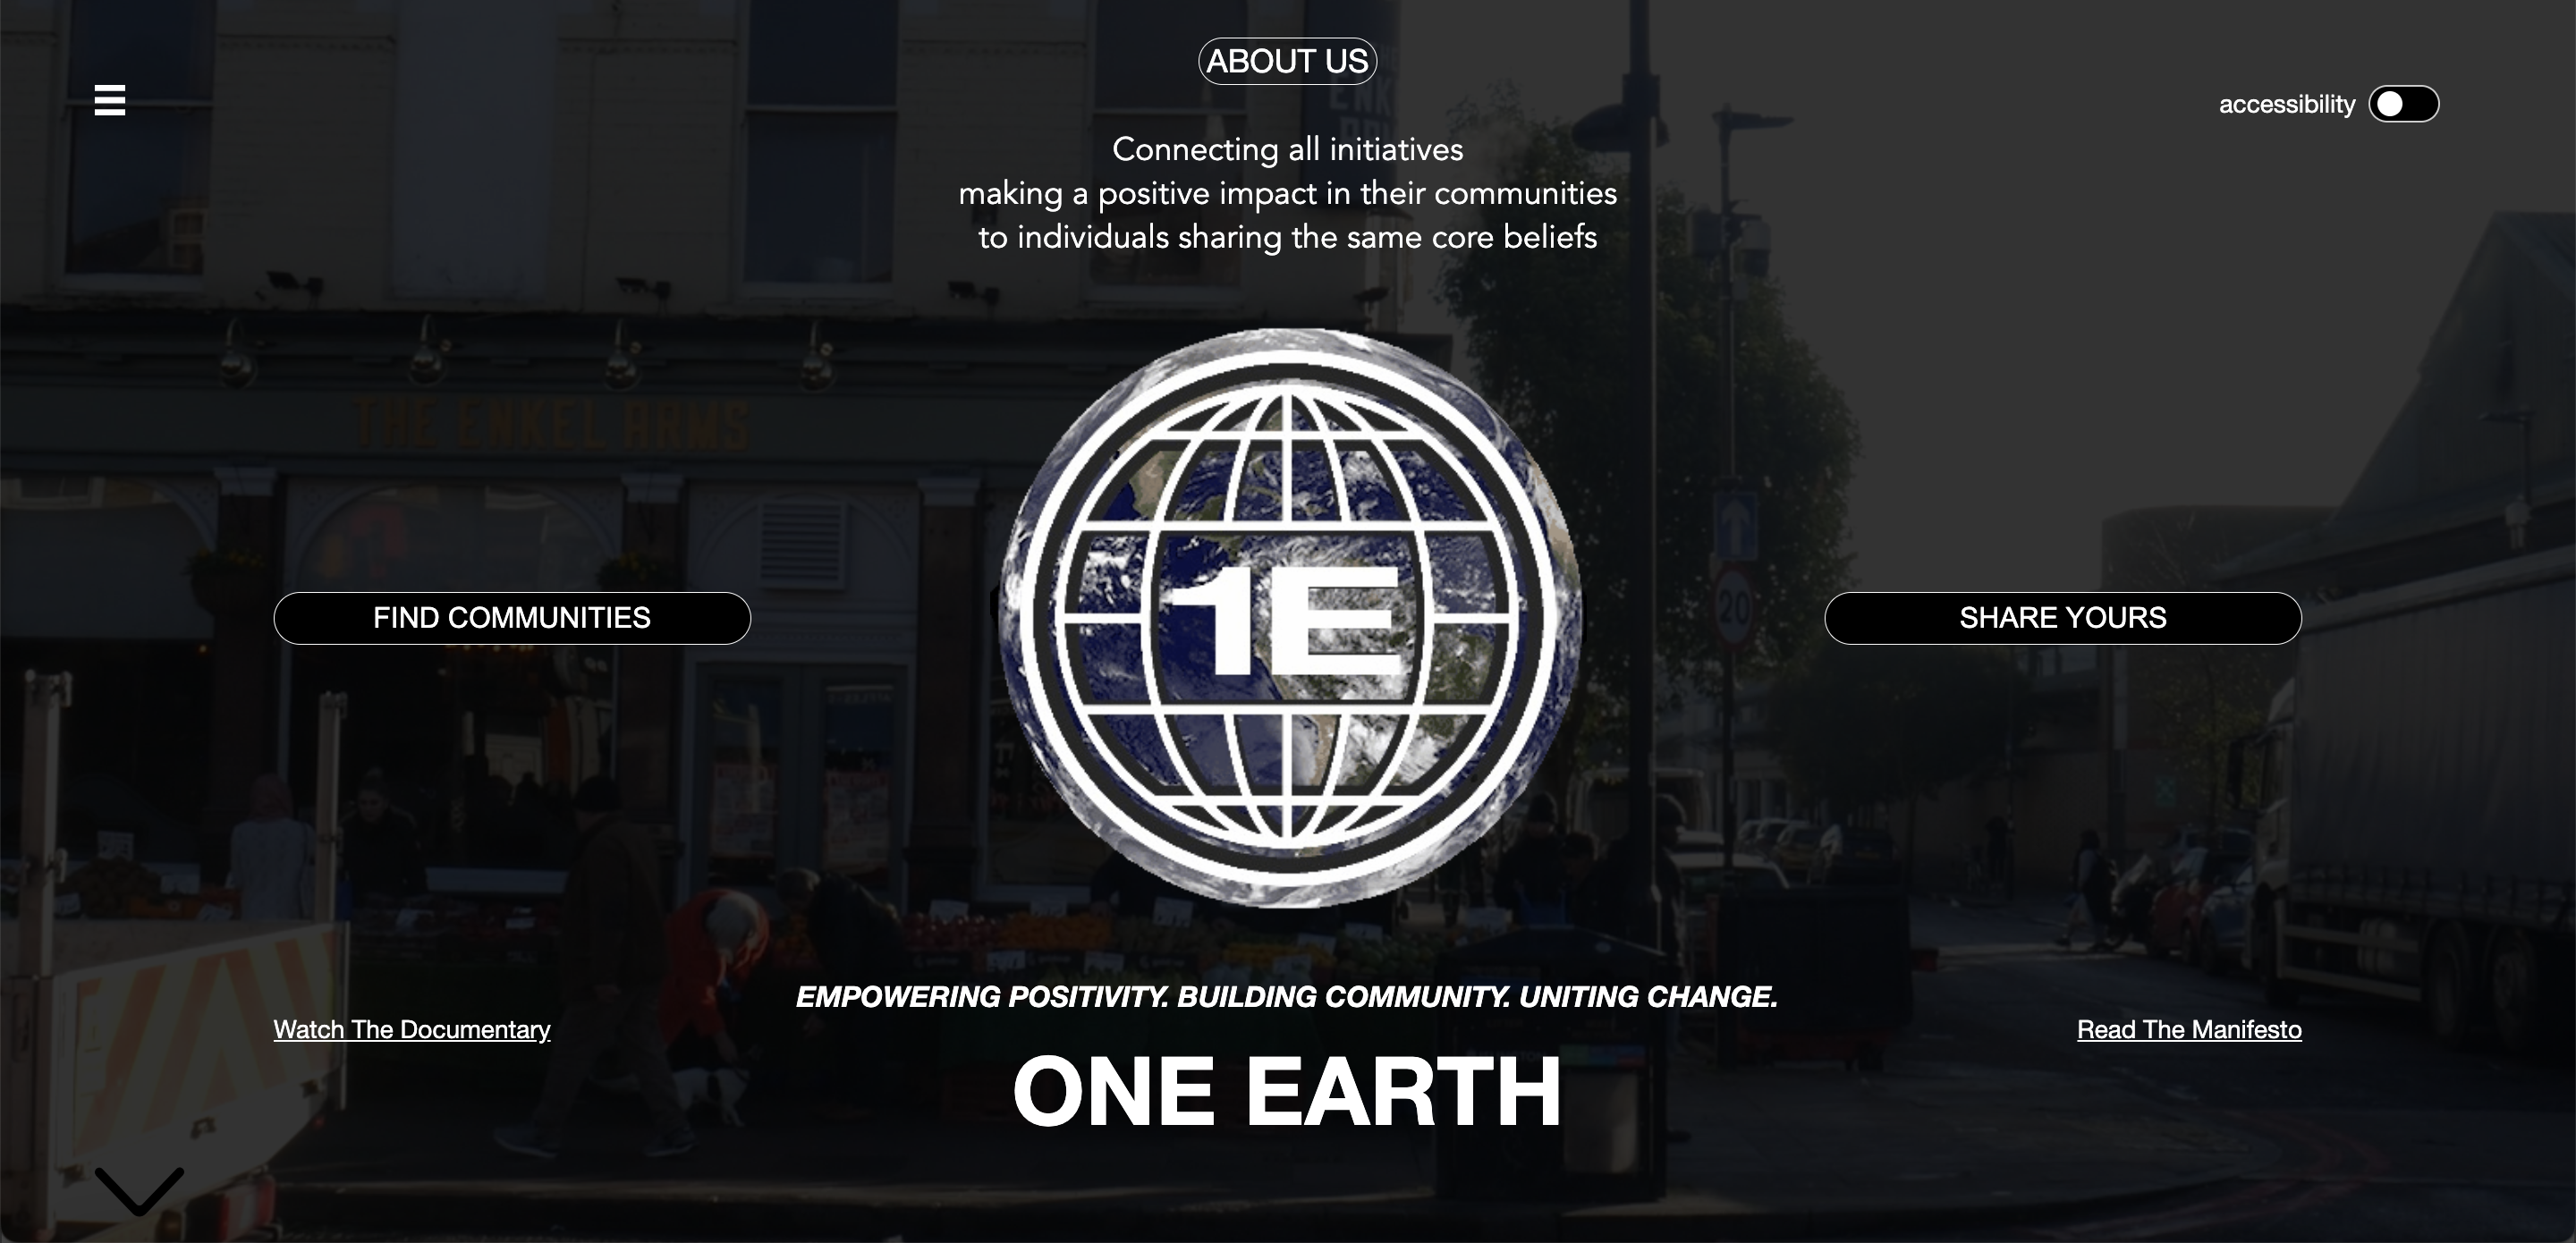 ABOUT US
accessibility
Connecting all initiatives
making a positive impact in their communities
to individuals sharing the same core beliefs
THE ENKEL ARMS
1E
20
FIND COMMUNITIES
SHARE YOURS
EMPOWERING POSITIVITY. BUILDING COMMUNITY. UNITING CHANGE.
Watch The Documentary
Read The Manifesto
ONE EARTH